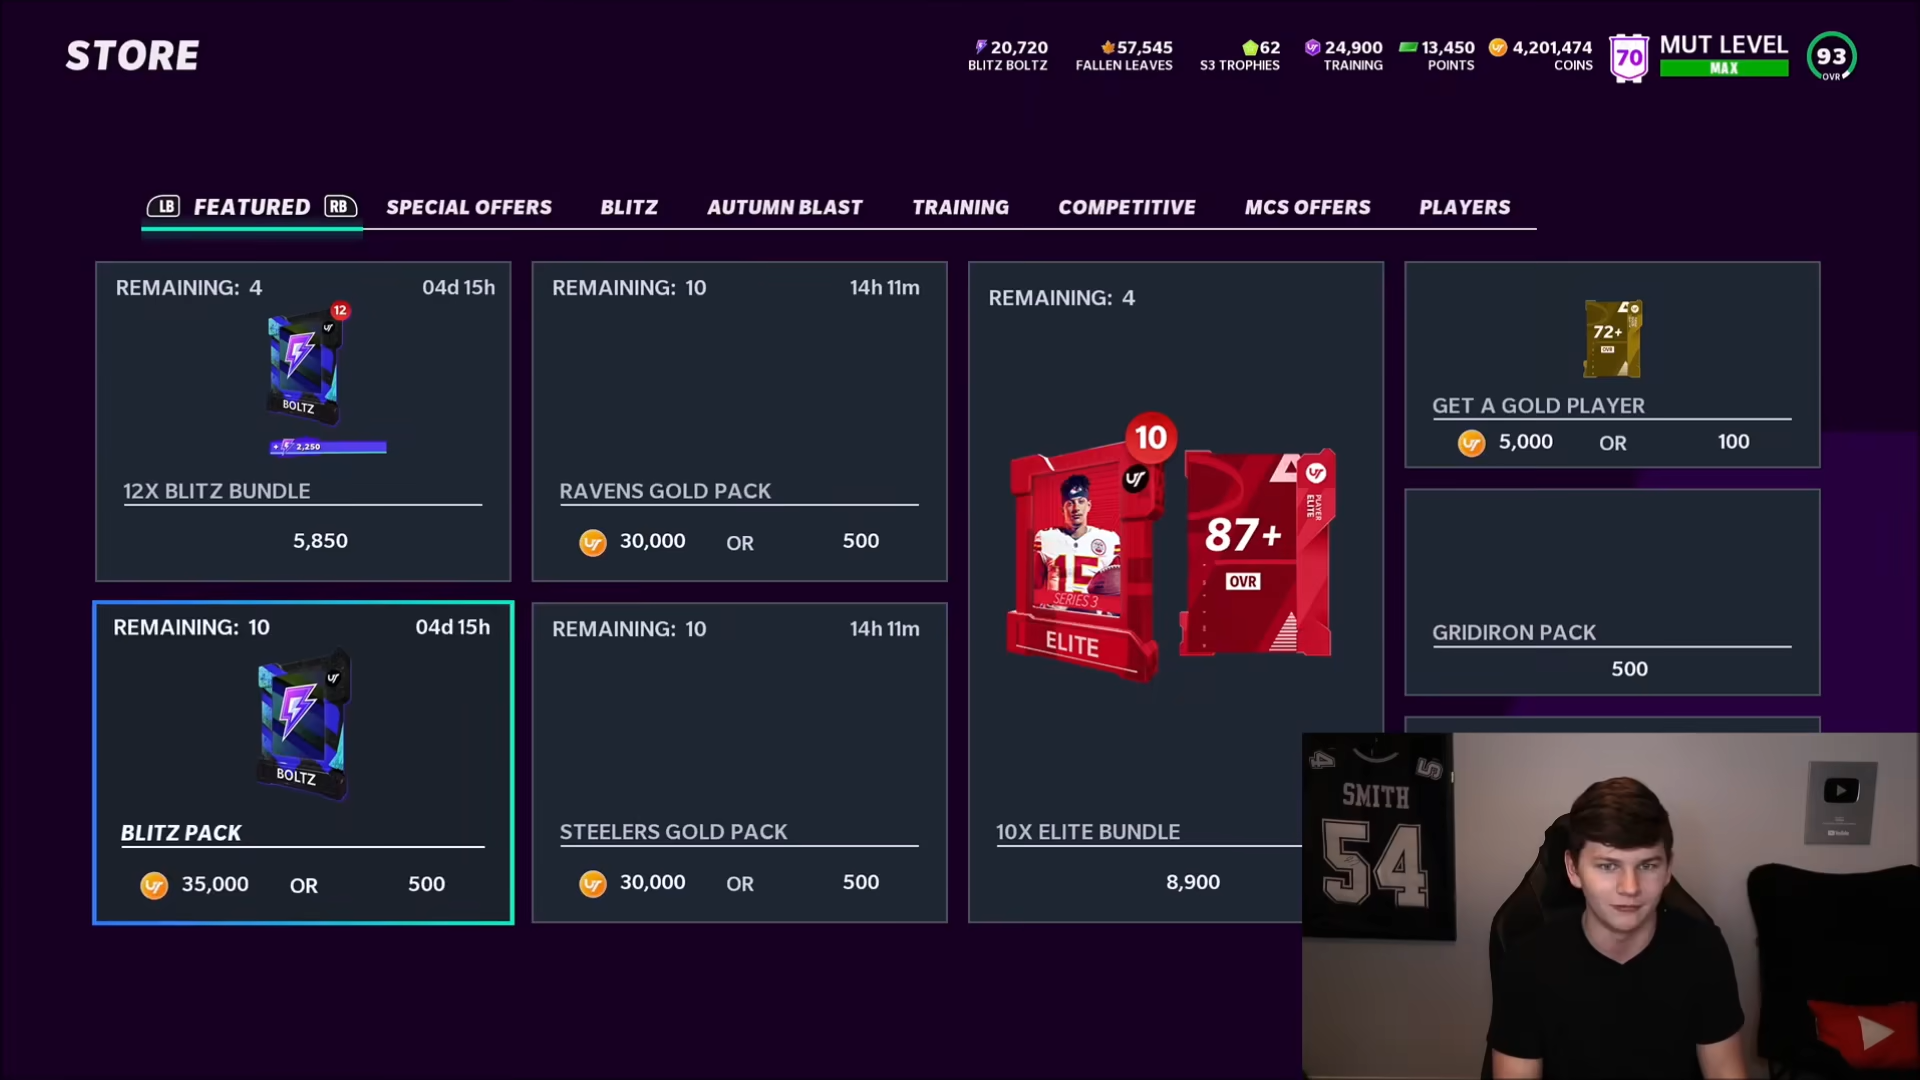 STORE
20,720
BLITZ BOLTZ
57,545
FALLEN LEAVES
62
S3 TROPHIES
24,900
TRAINING
13,450
POINTS
4,201,474
COINS
70
MUT LEVEL
MAX
93
OVR
LB FEATURED RB SPECIAL OFFERS BLITZ AUTUMN BLAST TRAINING COMPETITIVE MCS OFFERS PLAYERS
REMAINING: 4 04d 15h
12
BOLTZ
+ 2,250
12X BLITZ BUNDLE
5,850
REMAINING: 10 14h 11m
RAVENS GOLD PACK
30,000 OR 500
REMAINING: 4
10
15
SERIES 3
ELITE
PLAYER
ELITE
87+
OVR
10X ELITE BUNDLE
8,900
72+
OVR
GET A GOLD PLAYER
5,000 OR 100
GRIDIRON PACK
500
REMAINING: 10 04d 15h
BOLTZ
BLITZ PACK
35,000 OR 500
REMAINING: 10 14h 11m
STEELERS GOLD PACK
30,000 OR 500
54
SMITH
54